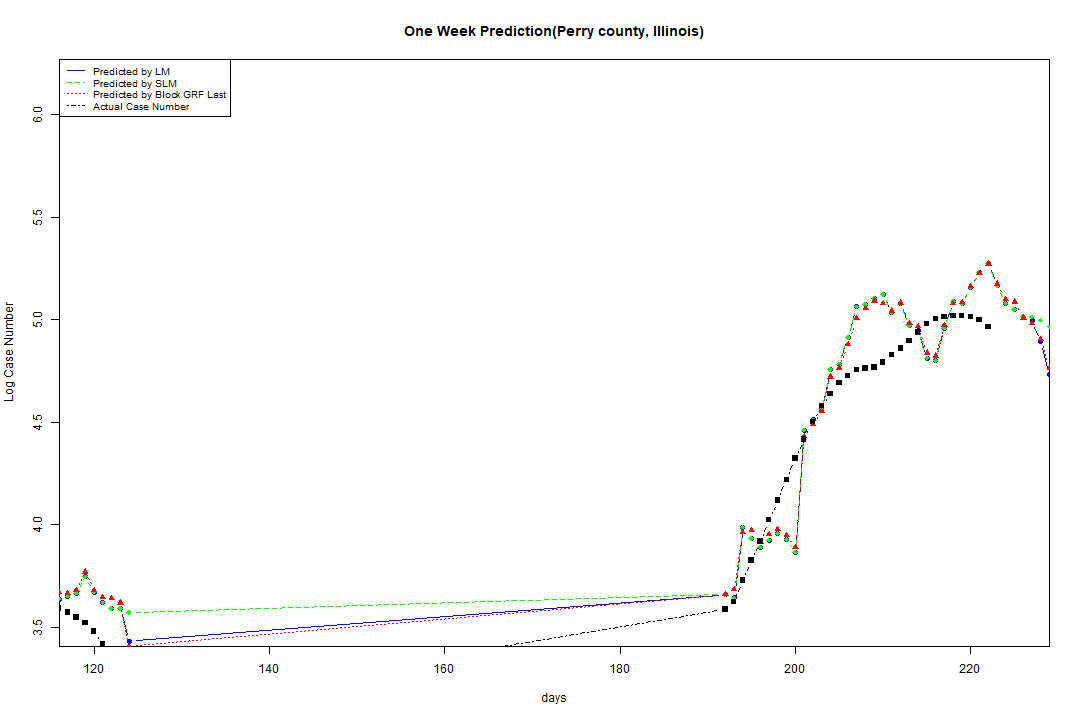 One Week Prediction(Perry county, Illinois)
Predicted by LM
Predicted by SLM
Predicted by Block GRF Last
Actual Case Number
Log Case Number
6.0
5.5
5.0
4.5
4.0
3.5
120 140 160 180 200 220
days